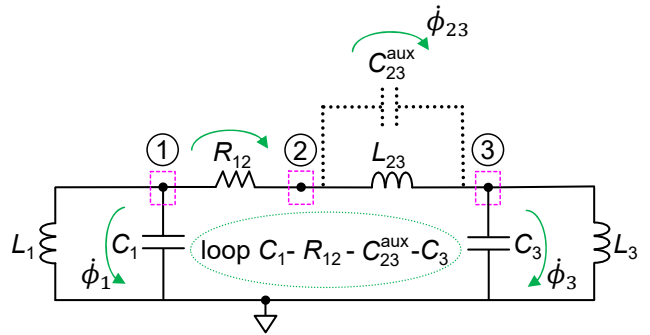 ϕ̇₂₃
C₂₃ᵃᵘˣ
① R₁₂ ② L₂₃ ③
L₁ C₁ loop C₁- R₁₂ - C₂₃ᵃᵘˣ -C₃ C₃ L₃
ϕ̇₁ ϕ̇₃